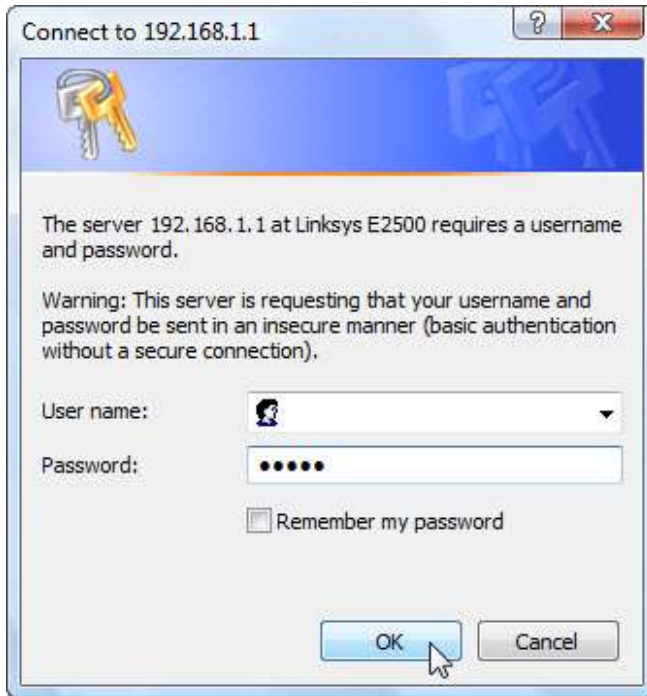 Connect to 192.168.1.1
The server 192.168.1.1 at Linksys E2500 requires a username
and password.
Warning: This server is requesting that your username and
password be sent in an insecure manner (basic authentication
without a secure connection).
User name:
Password: •••••
Remember my password
OK Cancel